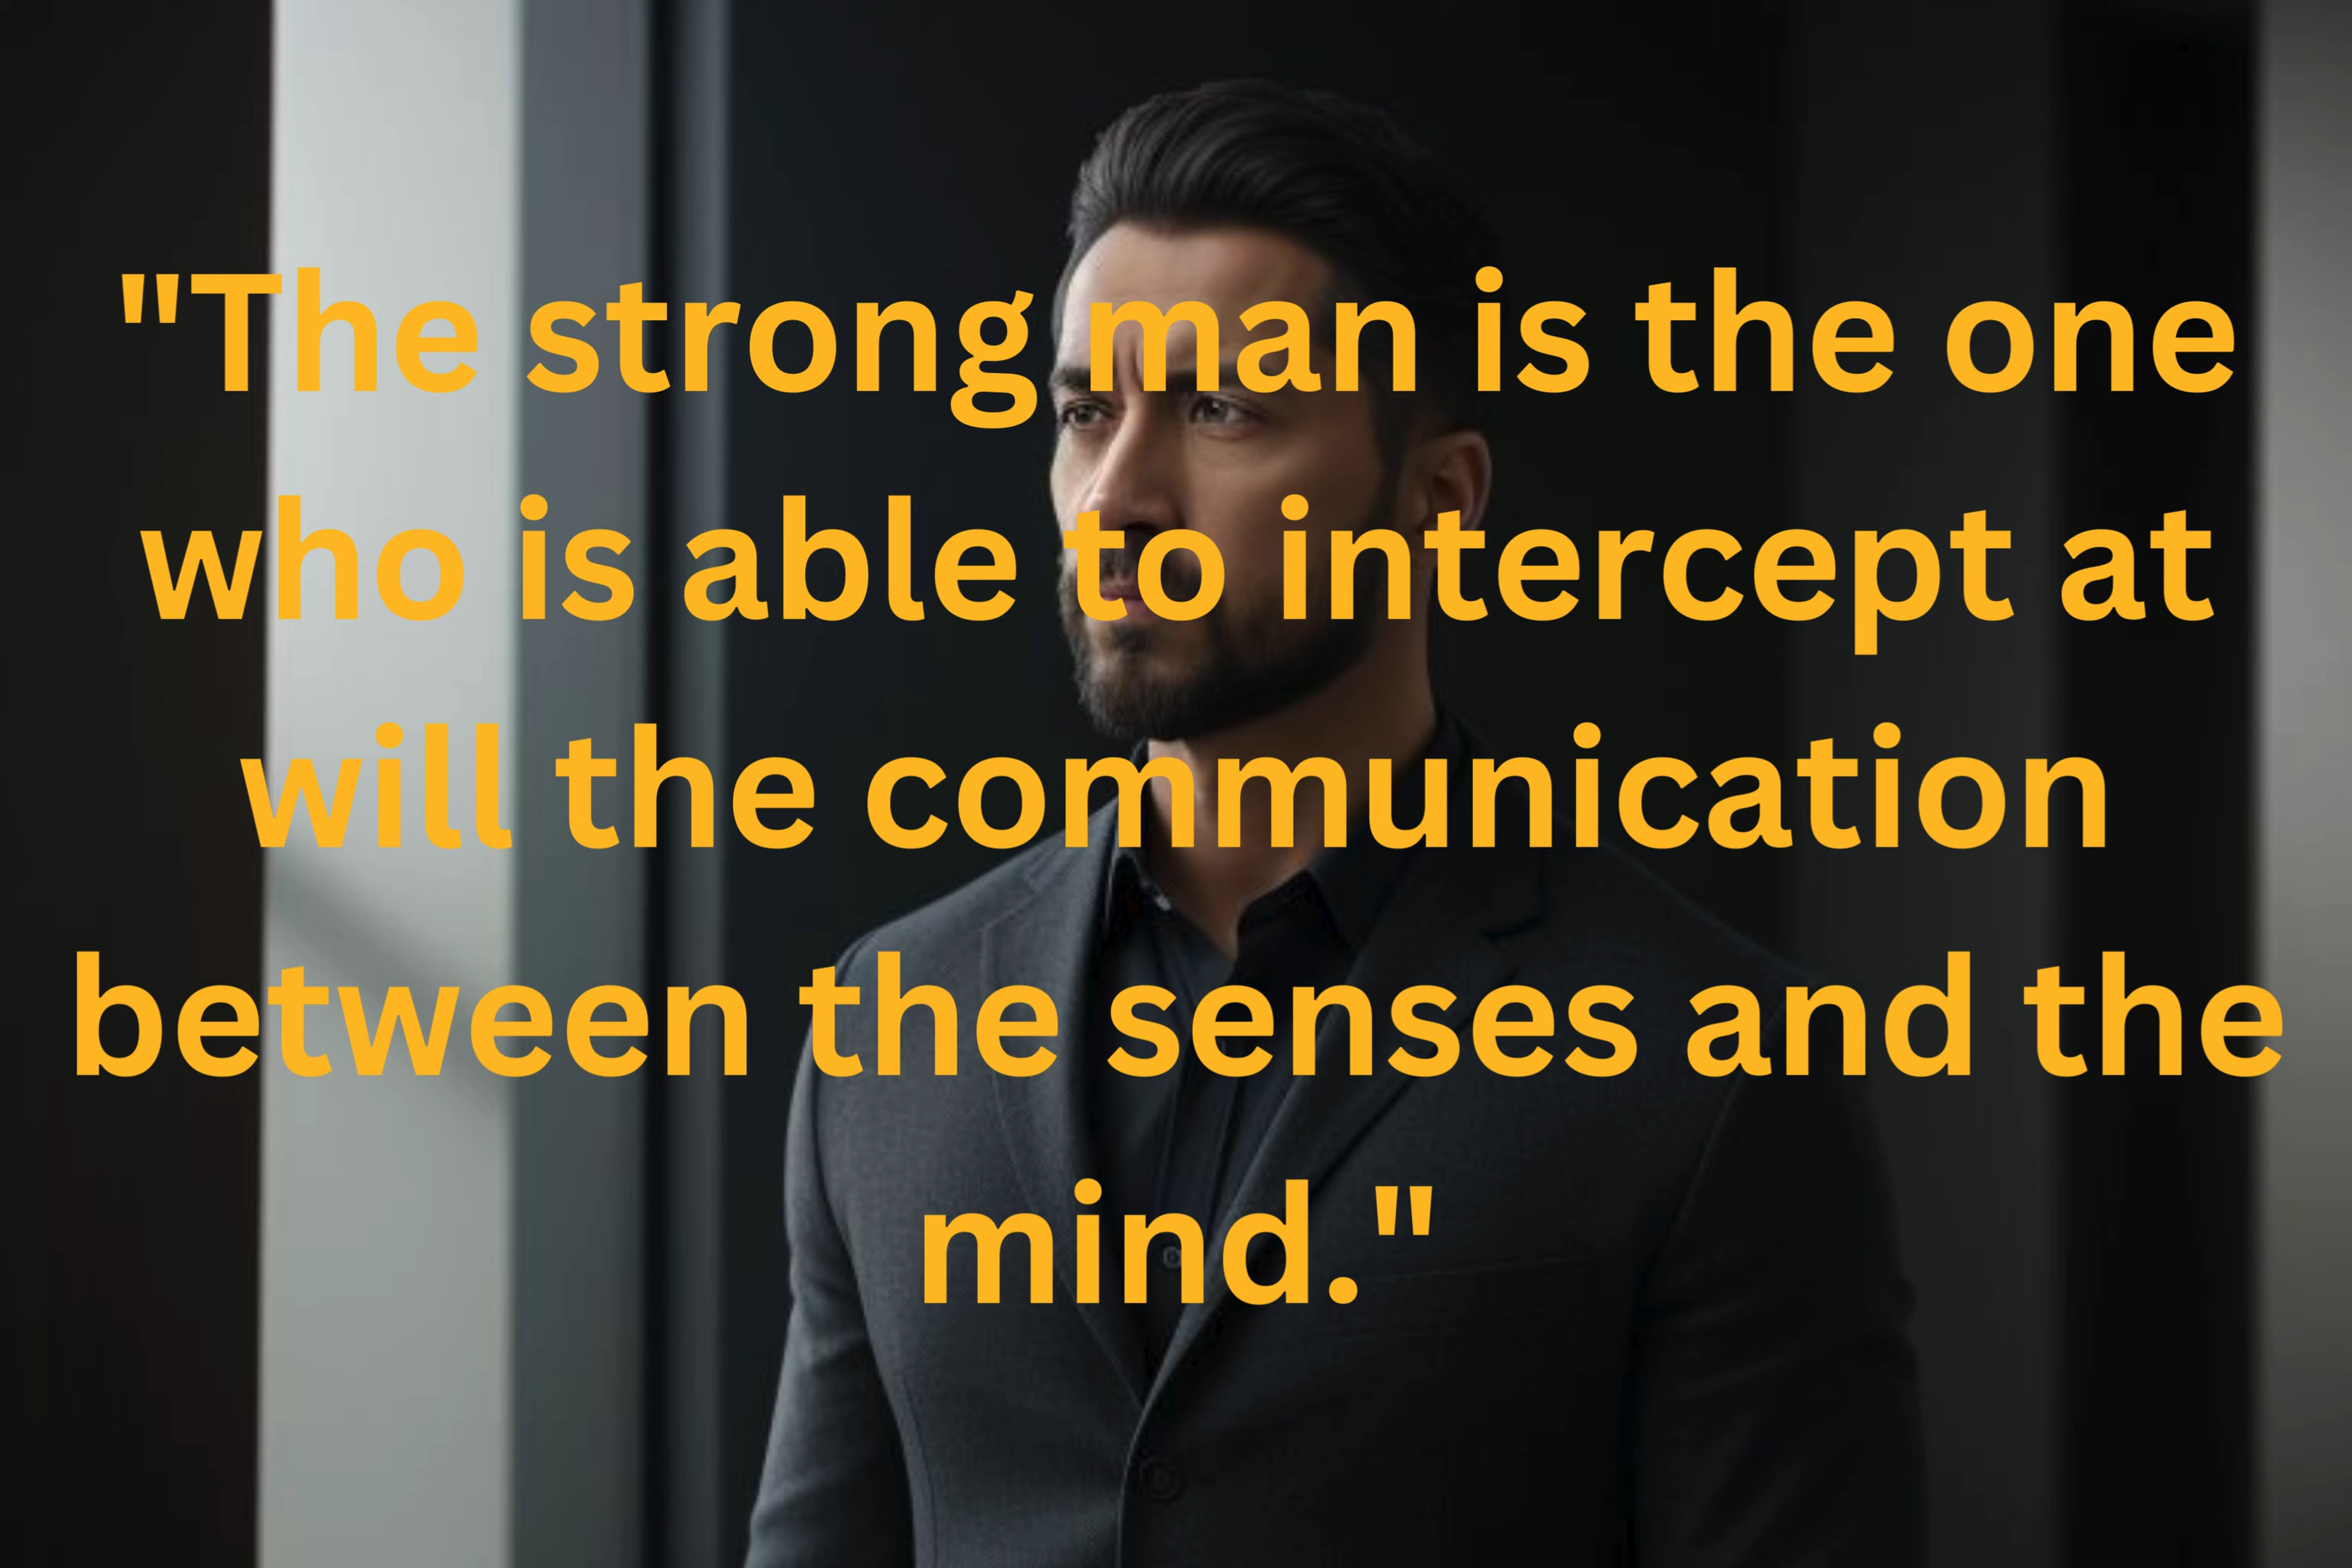 "The strong man is the one
who is able to intercept at
will the communication
between the senses and the
mind."